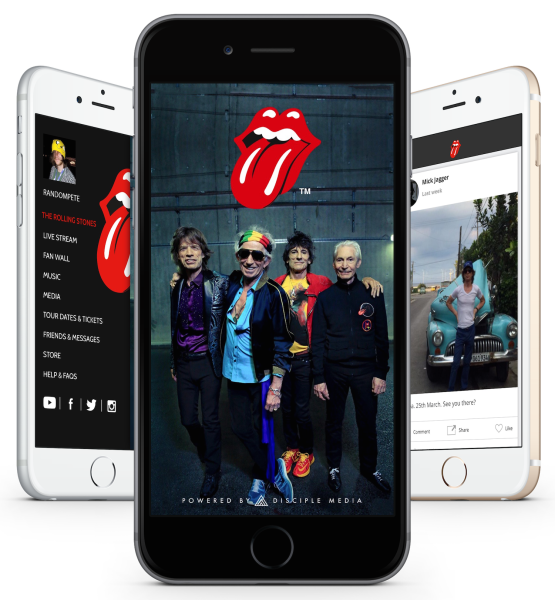 RANDOMPETE
THE ROLLING STONES
LIVE STREAM
FAN WALL
MUSIC
MEDIA
TOUR DATES & TICKETS
FRIENDS & MESSAGES
STORE
HELP & FAQS
f
TM
POWERED BY DISCIPLE MEDIA
Mick Jagger
Last week
25th March. See you there?
Comment
Share
Like